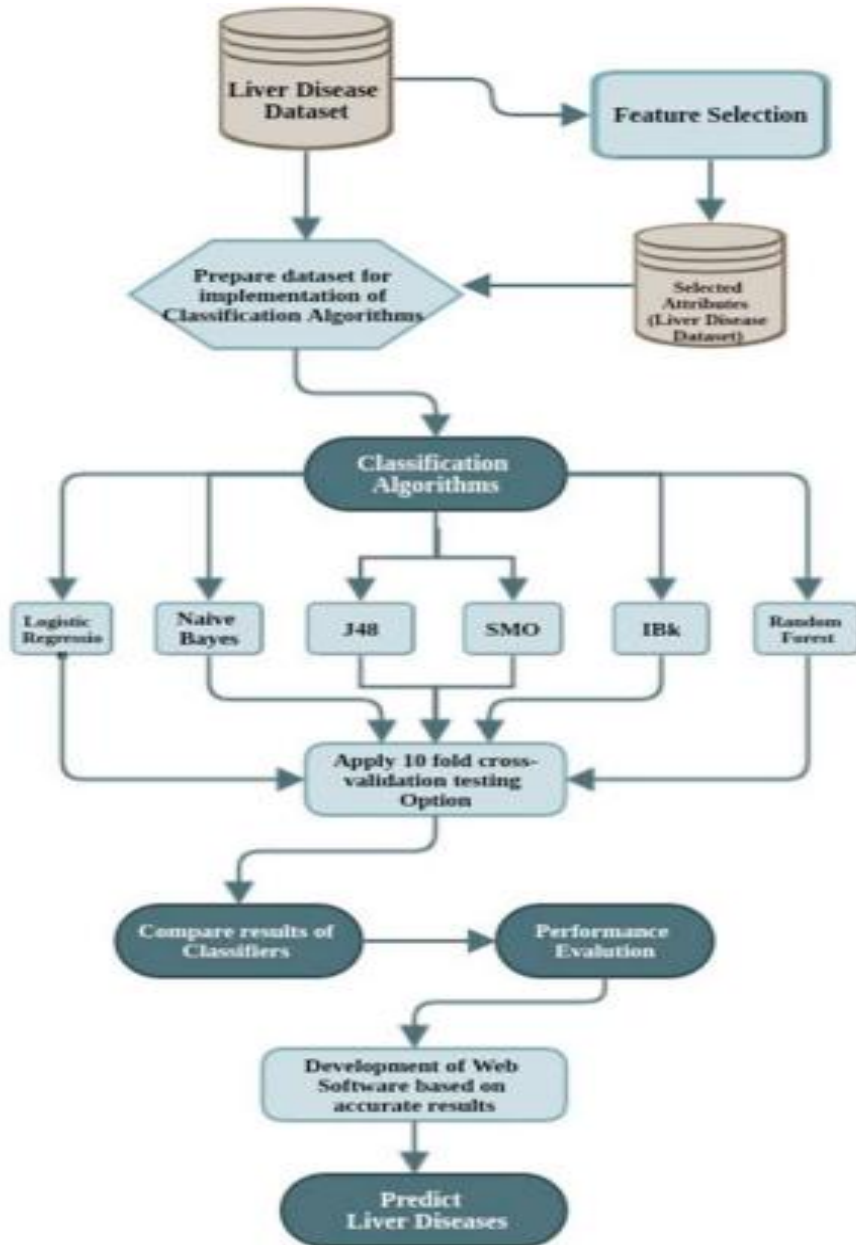 Liver Disease
Dataset
Feature Selection
Prepare dataset for
implementation of
Classification Algorithms
Selected
Attributes
(Liver Disease
Dataset)
Classification
Algorithms
Logistic
Regressio
Naive
Bayes
J48
SMO
IBk
Random
Forest
Apply 10 fold cross-
validation testing
Option
Compare results of
Classifiers
Performance
Evalution
Development of Web
Software based on
accurate results
Predict
Liver Diseases